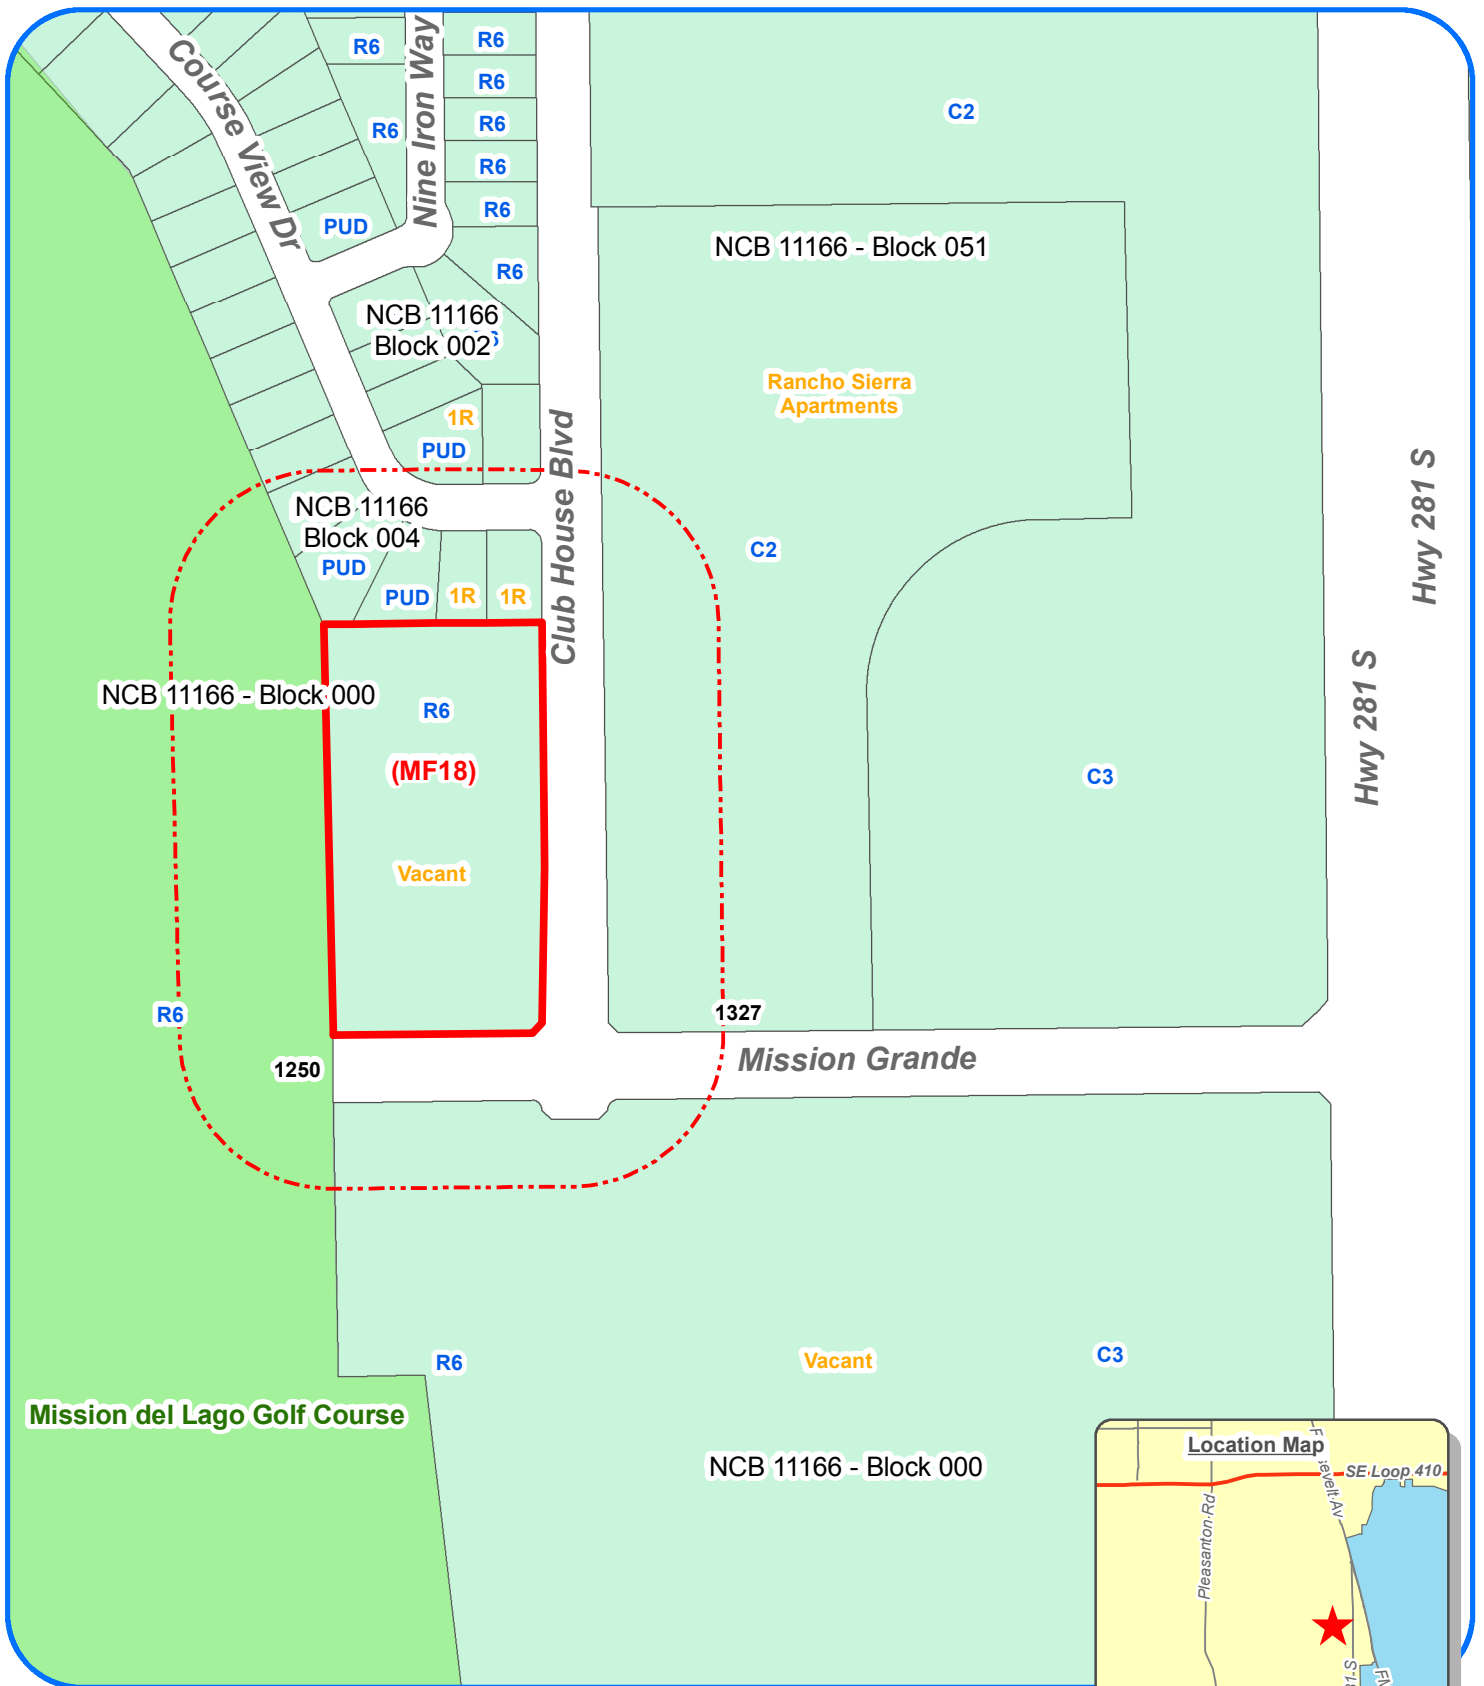 Course View Dr
Nine Iron Way
R6
R6
R6
R6
R6
R6
R6
PUD
R6
C2
NCB 11166 - Block 051
NCB 11166
Block 002
Rancho Sierra
Apartments
1R
PUD
Club House Blvd
Hwy 281 S
Hwy 281 S
NCB 11166
Block 004
PUD
PUD
1R
1R
C2
NCB 11166 - Block 000
R6
(MF18)
Vacant
C3
R6
1250
1327
Mission Grande
R6
Vacant
C3
Mission del Lago Golf Course
NCB 11166 - Block 000
Location Map
SE Loop 410
Pleasanton Rd